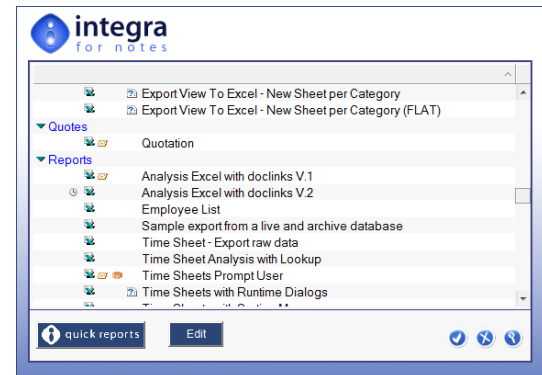 integra
for notes
Export View To Excel - New Sheet per Category
Export View To Excel - New Sheet per Category (FLAT)
Quotes
Quotation
Reports
Analysis Excel with doclinks V.1
Analysis Excel with doclinks V.2
Employee List
Sample export from a live and archive database
Time Sheet - Export raw data
Time Sheet Analysis with Lookup
Time Sheets Prompt User
Time Sheets with Runtime Dialogs
quick reports Edit